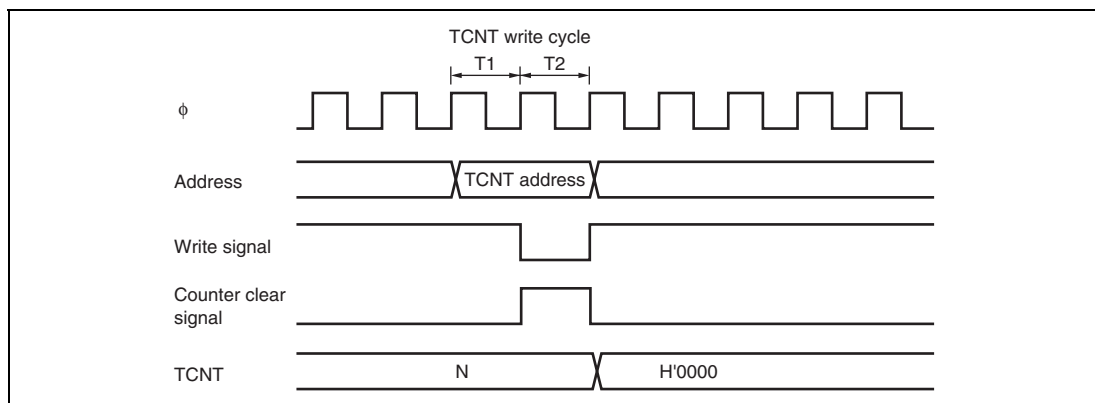 TCNT write cycle
T1 T2
ϕ
Address
TCNT address
Write signal
Counter clear
signal
TCNT
N
H'0000